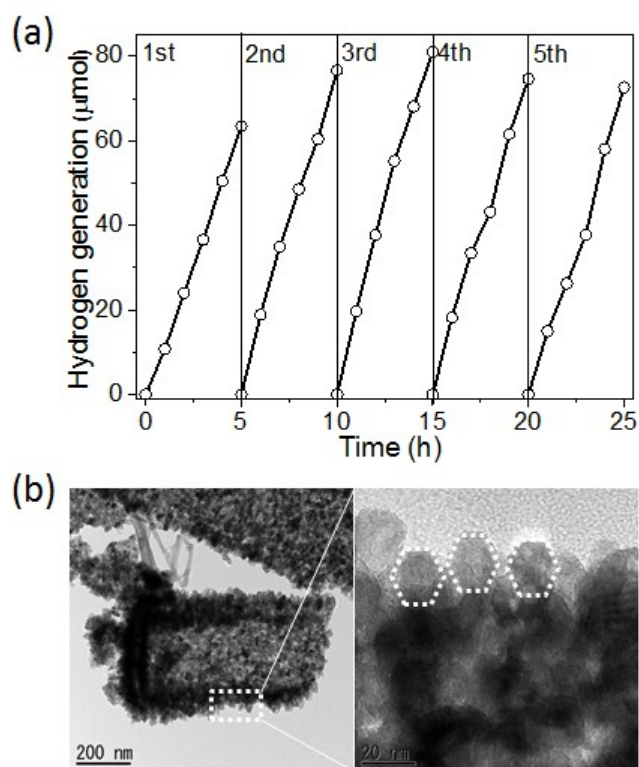 (a)
Hydrogen generation (μmol)
80
60
40
20
0
1st 2nd 3rd 4th 5th
0 5 10 15 20 25
Time (h)
(b)
200 nm
20 nm